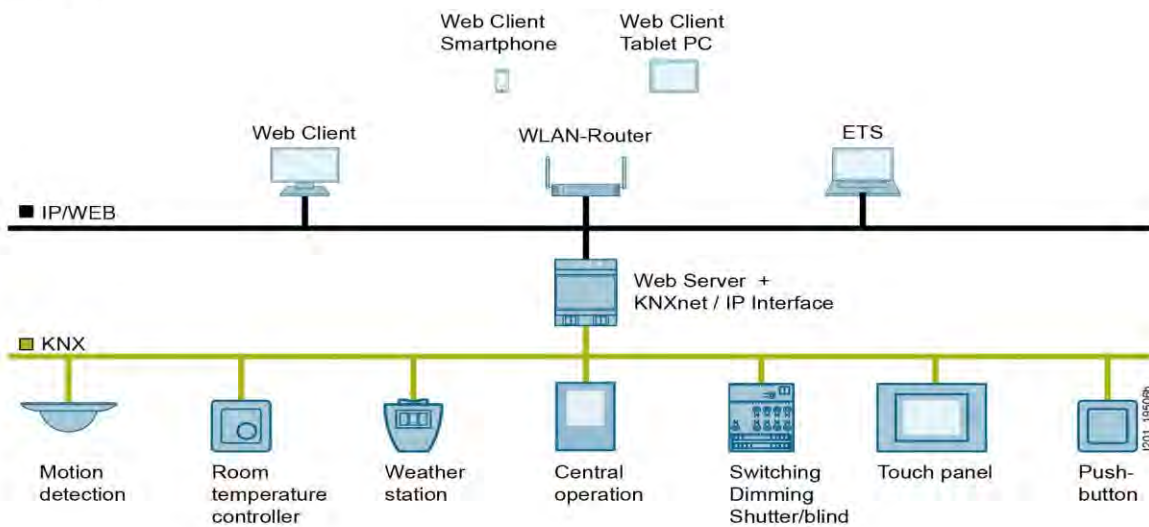 Web Client
Smartphone
Web Client
Tablet PC
Web Client
WLAN-Router
ETS
IP/WEB
Web Server +
KNXnet / IP Interface
KNX
Motion
detection
Room
temperature
controller
Weather
station
Central
operation
Switching
Dimming
Shutter/blind
Touch panel
Push-
button
I201_19506b